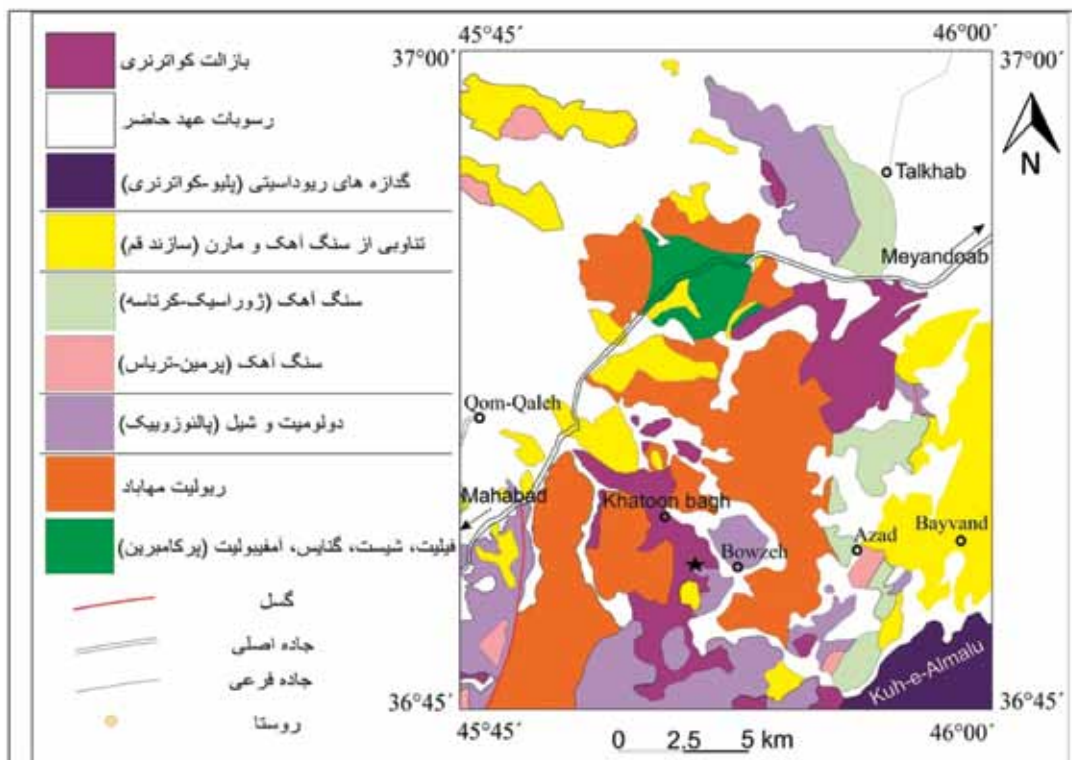 بازالت کواترنری
رسوبات عهد حاضر
گدازه های ریوداسیتی (پلیو-کواترنری)
تناوبی از سنگ آهک و مارن (سازند قم)
سنگ آهک (ژوراسیک-کرتاسه)
سنگ آهک (پرمین-تریاس)
دولومیت و شیل (پالئوزوییک)
ریولیت مهاباد
فیلیت، شیست، گنایس، آمفیبولیت (پرکامبرین)
گسل
جاده اصلی
جاده فرعی
روستا
45°45´
46°00´
37°00´
37°00´
N
Talkhab
Meyandoab
Qom-Qaleh
Mahabad
Khatoon bagh
Bowzeh
Azad
Bayvand
Kuh-e-Almalu
36°45´
36°45´
45°45´
46°00´
0 2.5 5 km